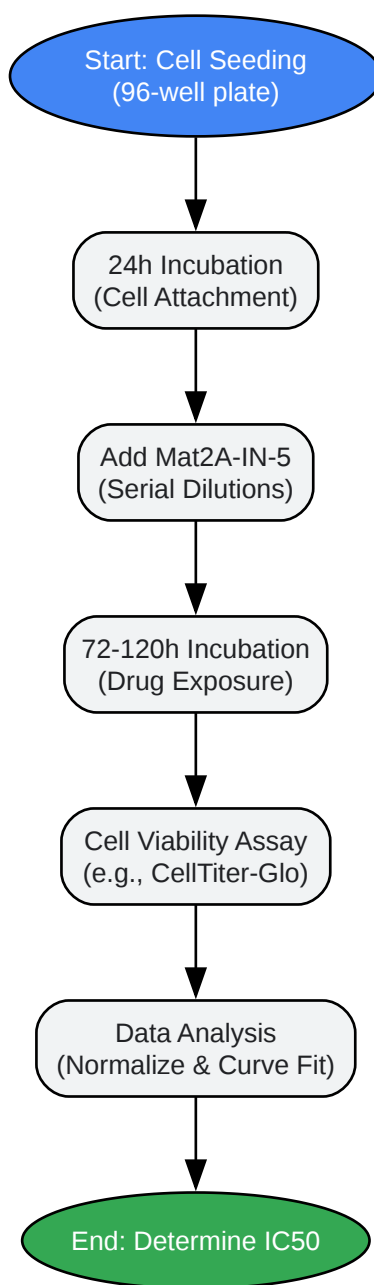 Start: Cell Seeding
(96-well plate)
24h Incubation
(Cell Attachment)
Add Mat2A-IN-5
(Serial Dilutions)
72-120h Incubation
(Drug Exposure)
Cell Viability Assay
(e.g., CellTiter-Glo)
Data Analysis
(Normalize & Curve Fit)
End: Determine IC50